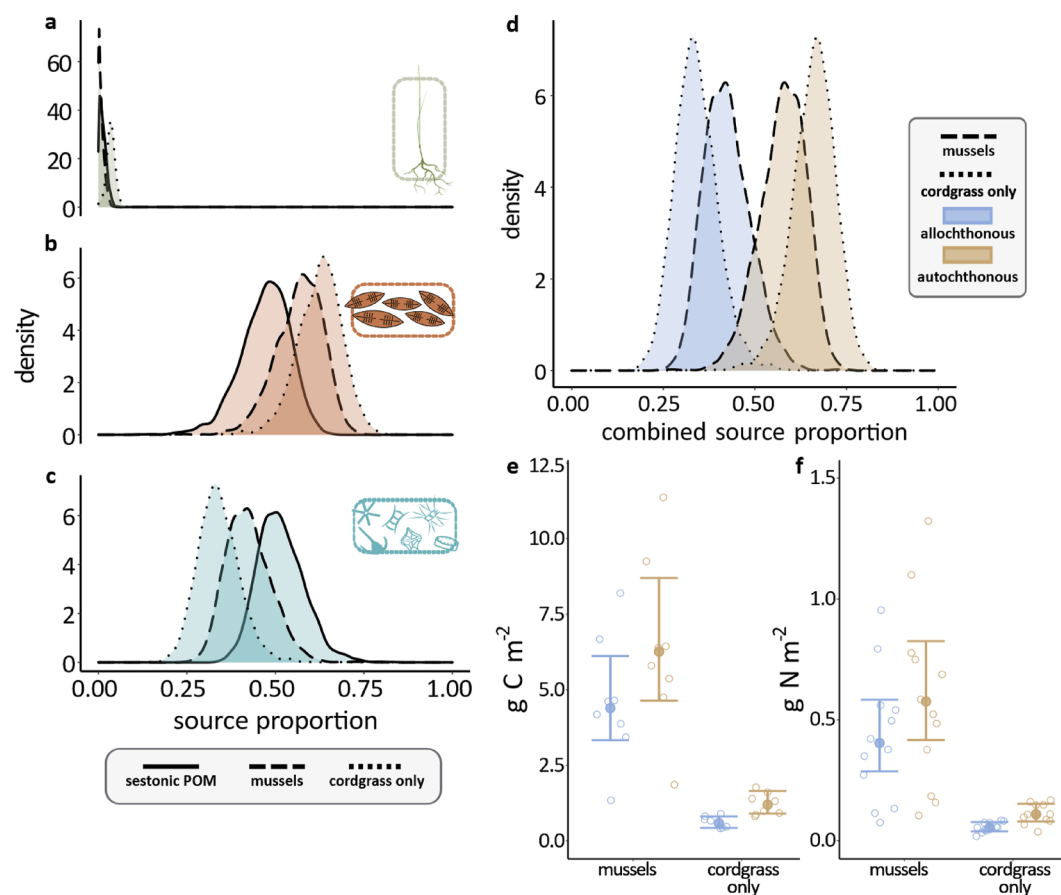 a
60
40
20
0
b
6
4
2
0
density
c
6
4
2
0
0.00 0.25 0.50 0.75 1.00
source proportion
sestonic POM mussels cordgrass only
d
6
4
2
0
density
0.00 0.25 0.50 0.75 1.00
combined source proportion
mussels
cordgrass only
allochthonous
autochthonous
e
12.5
10.0
7.5
5.0
2.5
0.0
g C m⁻²
mussels cordgrass
only
f
1.5
1.0
0.5
0.0
g N m⁻²
mussels cordgrass
only